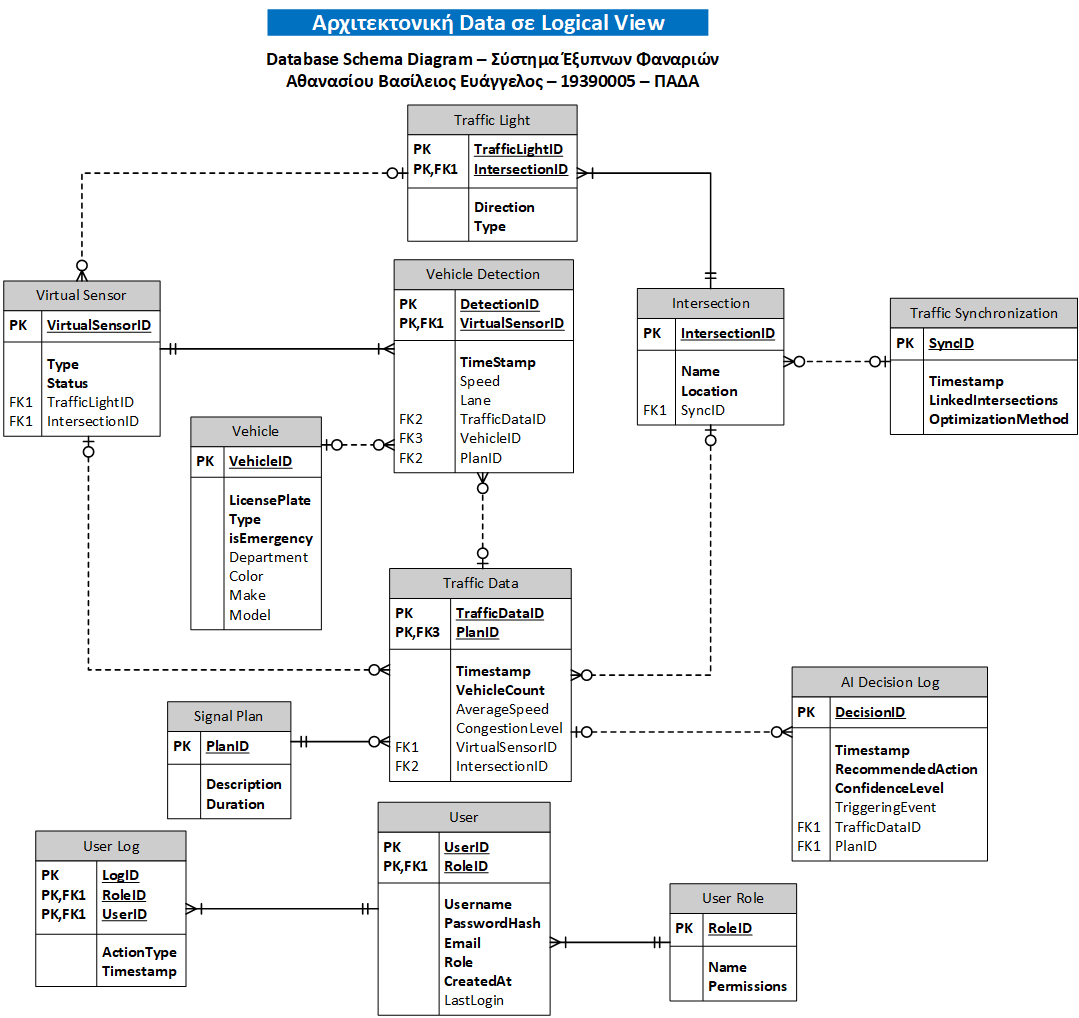 Αρχιτεκτονική Data σε Logical View
Database Schema Diagram – Σύστημα Έξυπνων Φαναριών
Αθανασίου Βασίλειος Ευάγγελος – 19390005 – ΠΑΔΑ
Traffic Light
PK TrafficLightID
PK,FK1 IntersectionID
Direction
Type
Virtual Sensor
PK VirtualSensorID
Type
Status
FK1 TrafficLightID
FK1 IntersectionID
Vehicle Detection
PK DetectionID
PK,FK1 VirtualSensorID
TimeStamp
Speed
Lane
FK2 TrafficDataID
FK3 VehicleID
FK2 PlanID
Intersection
PK IntersectionID
Name
Location
FK1 SyncID
Traffic Synchronization
PK SyncID
Timestamp
LinkedIntersections
OptimizationMethod
Vehicle
PK VehicleID
LicensePlate
Type
isEmergency
Department
Color
Make
Model
Traffic Data
PK TrafficDataID
PK,FK3 PlanID
Timestamp
VehicleCount
AverageSpeed
CongestionLevel
FK1 VirtualSensorID
FK2 IntersectionID
AI Decision Log
PK DecisionID
Timestamp
RecommendedAction
ConfidenceLevel
TriggeringEvent
FK1 TrafficDataID
FK1 PlanID
Signal Plan
PK PlanID
Description
Duration
User Log
PK LogID
PK,FK1 RoleID
PK,FK1 UserID
ActionType
Timestamp
User
PK UserID
PK,FK1 RoleID
Username
PasswordHash
Email
Role
CreatedAt
LastLogin
User Role
PK RoleID
Name
Permissions